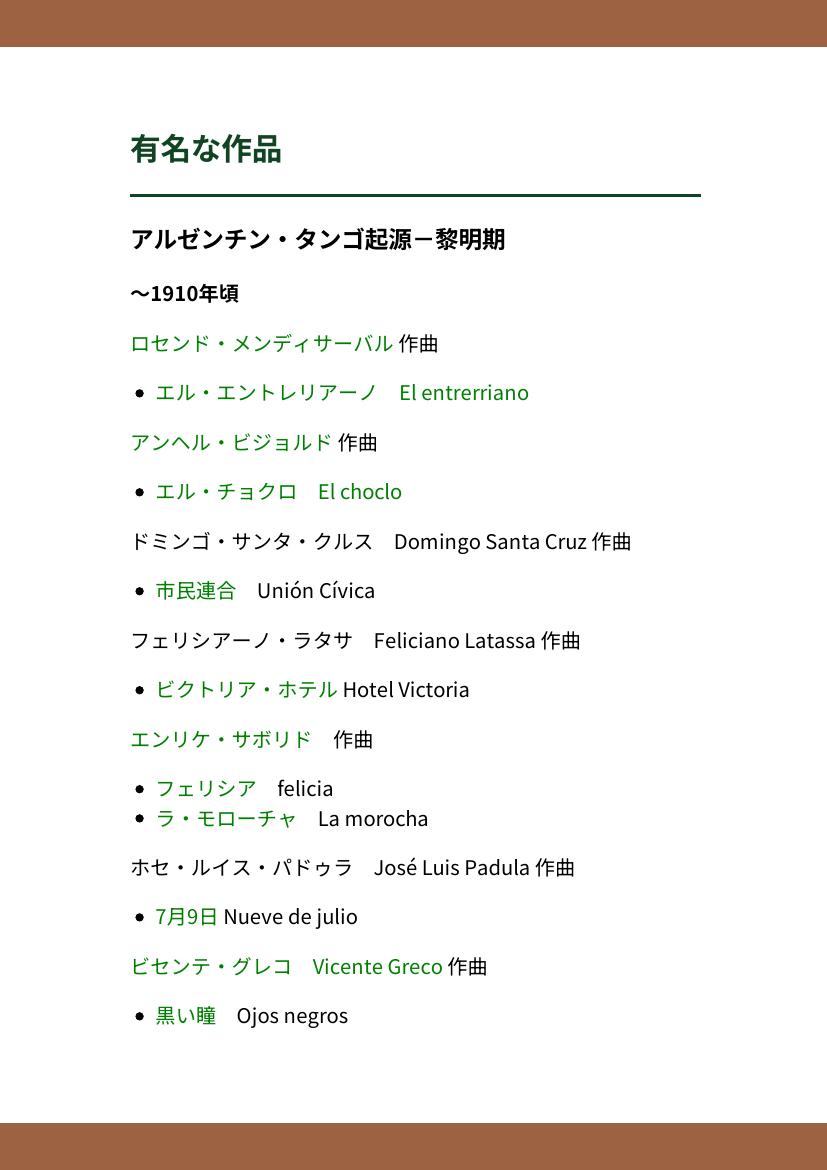 有名な作品
アルゼンチン・タンゴ起源－黎明期
～1910年頃
ロセンド・メンディサーバル 作曲
• エル・エントレリアーノ　El entrerriano
アンヘル・ビジョルド 作曲
• エル・チョクロ　El choclo
ドミンゴ・サンタ・クルス　Domingo Santa Cruz 作曲
• 市民連合　Unión Cívica
フェリシアーノ・ラタサ　Feliciano Latassa 作曲
• ビクトリア・ホテル Hotel Victoria
エンリケ・サボリド　作曲
• フェリシア　felicia
• ラ・モローチャ　La morocha
ホセ・ルイス・パドゥラ　José Luis Padula 作曲
• 7月9日 Nueve de julio
ビセンテ・グレコ　Vicente Greco 作曲
• 黒い瞳　Ojos negros